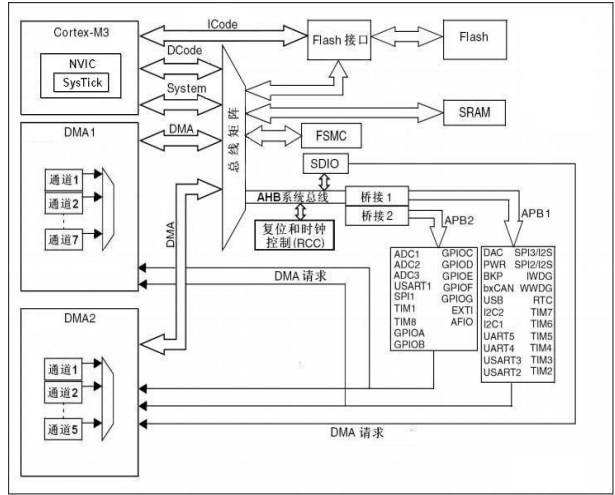 ICode
Cortex-M3
Flash 接口
Flash
DCode
NVIC
SysTick
System
总线矩阵
SRAM
DMA1
DMA
FSMC
SDIO
通道1
通道2
通道7
AHB系统总线
桥接 1
桥接 2
APB2
APB1
DMA
复位和时钟
控制(RCC)
ADC1 GPIOC
ADC2 GPIOD
ADC3 GPIOE
USART1 GPIOF
SPI1 GPIOG
TIM1 EXTI
TIM8 AFIO
GPIOA
GPIOB
DAC SPI3/I2S
PWR SPI2/I2S
BKP IWDG
bxCAN WWDG
USB RTC
I2C2 TIM7
I2C1 TIM6
UART5 TIM5
UART4 TIM4
USART3 TIM3
USART2 TIM2
DMA 请求
DMA2
通道1
通道2
通道5
DMA 请求